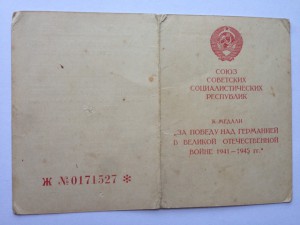 СОЮЗ
СОВЕТСКИХ
СОЦИАЛИСТИЧЕСКИХ
РЕСПУБЛИК
К МЕДАЛИ
"ЗА ПОБЕДУ НАД ГЕРМАНИЕЙ
В ВЕЛИКОЙ ОТЕЧЕСТВЕННОЙ
ВОЙНЕ 1941—1945 гг."
Ж №0171527 *